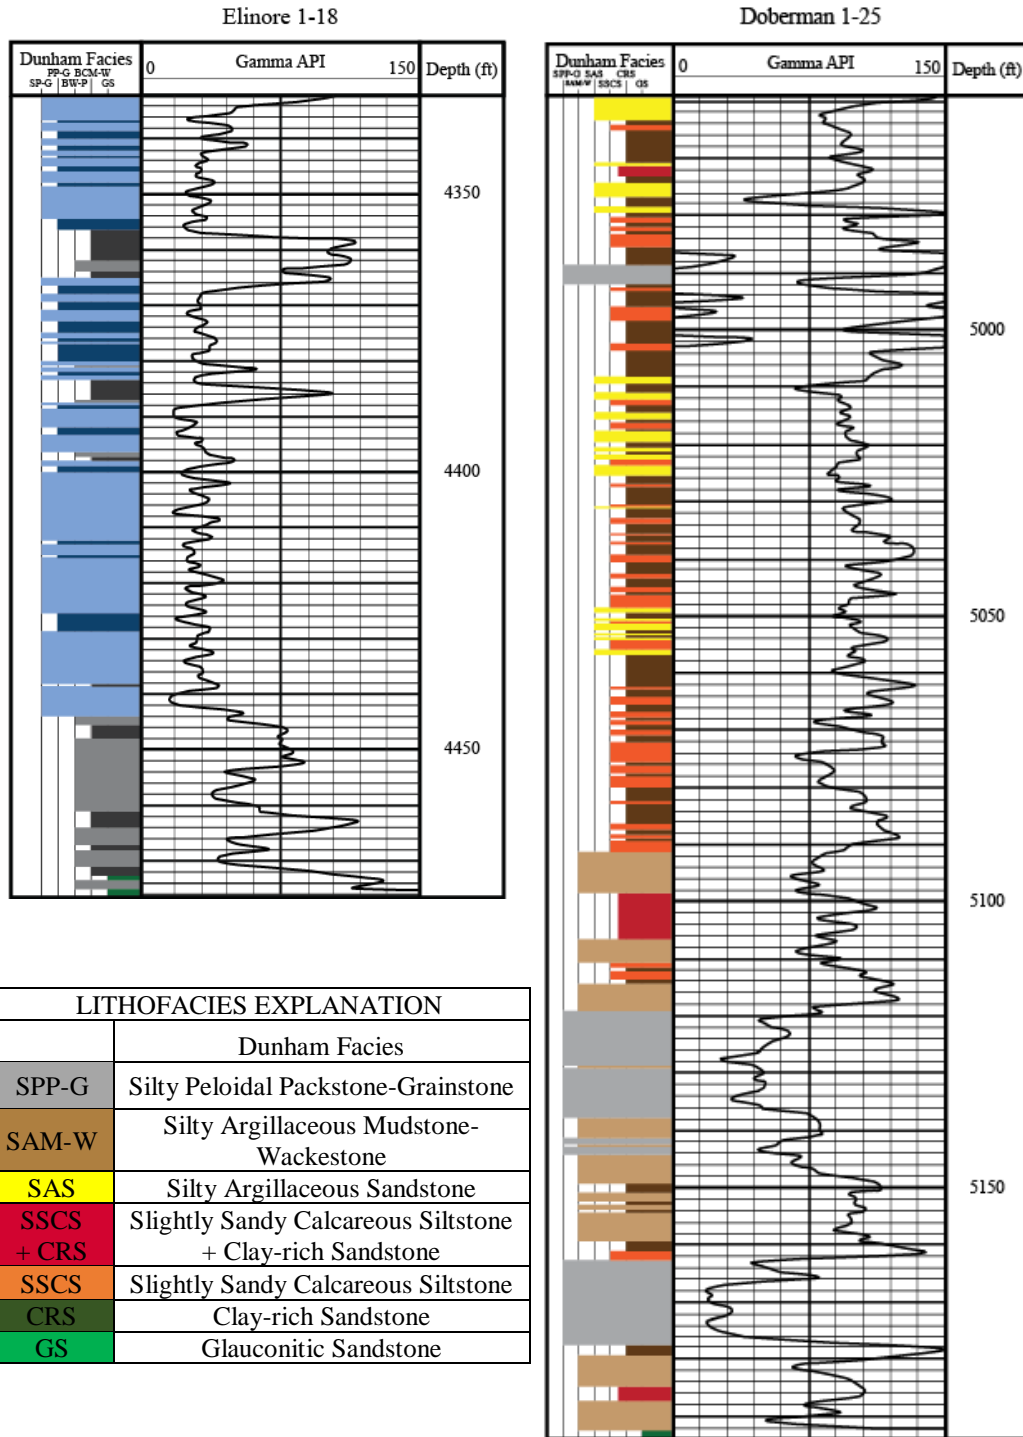 Elinore 1-18
Dunham Facies
PP-G BCM-W
SP-G BW-P GS
0 Gamma API 150
Depth (ft)
4350
4400
4450
Doberman 1-25
Dunham Facies
SPP-G SAS CRS
SAM-W SSCS GS
0 Gamma API 150
Depth (ft)
5000
5050
5100
5150
LITHOFACIES EXPLANATION
Dunham Facies
SPP-G Silty Peloidal Packstone-Grainstone
SAM-W Silty Argillaceous Mudstone-
Wackestone
SAS Silty Argillaceous Sandstone
SSCS Slightly Sandy Calcareous Siltstone
+ CRS + Clay-rich Sandstone
SSCS Slightly Sandy Calcareous Siltstone
CRS Clay-rich Sandstone
GS Glauconitic Sandstone